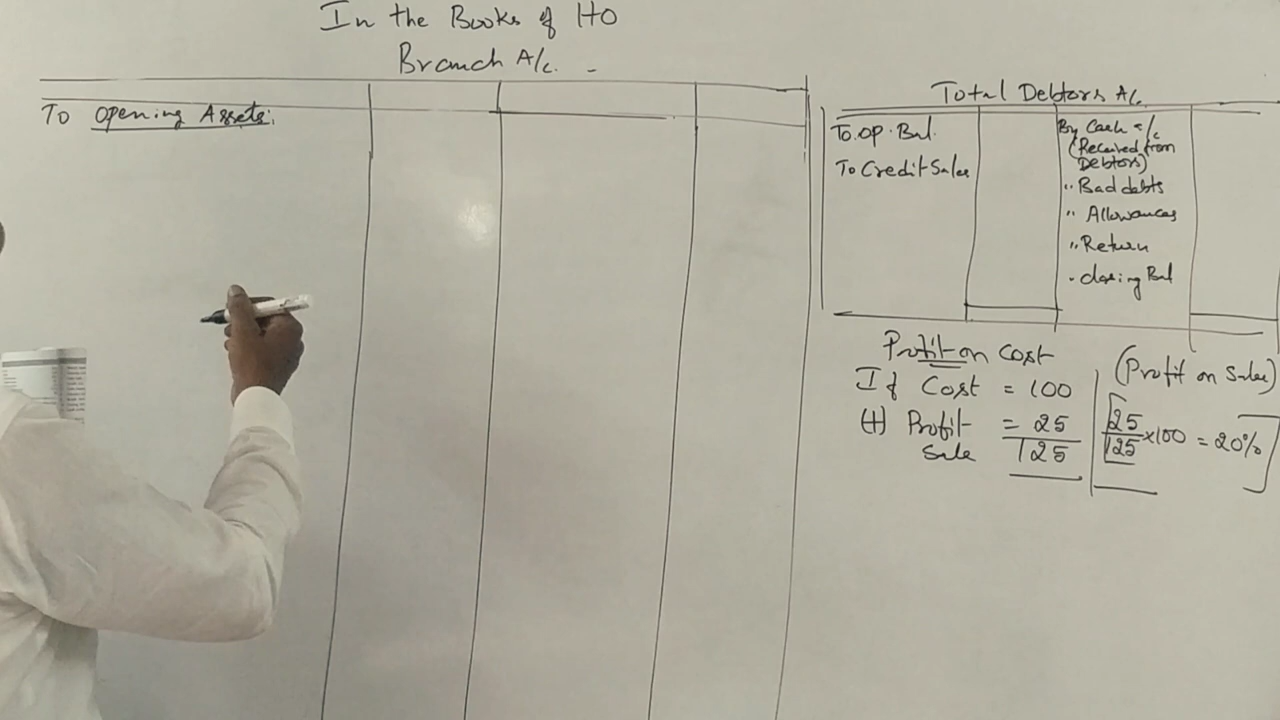 In the Books of HO
Branch A/c.
To Opening Assets:
Total Debtors A/c.
To.op.Bal.
To Credit Sales
By Cash a/c
(Received from
Debtors)
" Bad debts
" Allowances
" Return
- closing Bal
Profit on Cost
If Cost = 100
(+) Profit = 25
Sale 125
(Profit on Sales)
25
125 ×100 = 20%